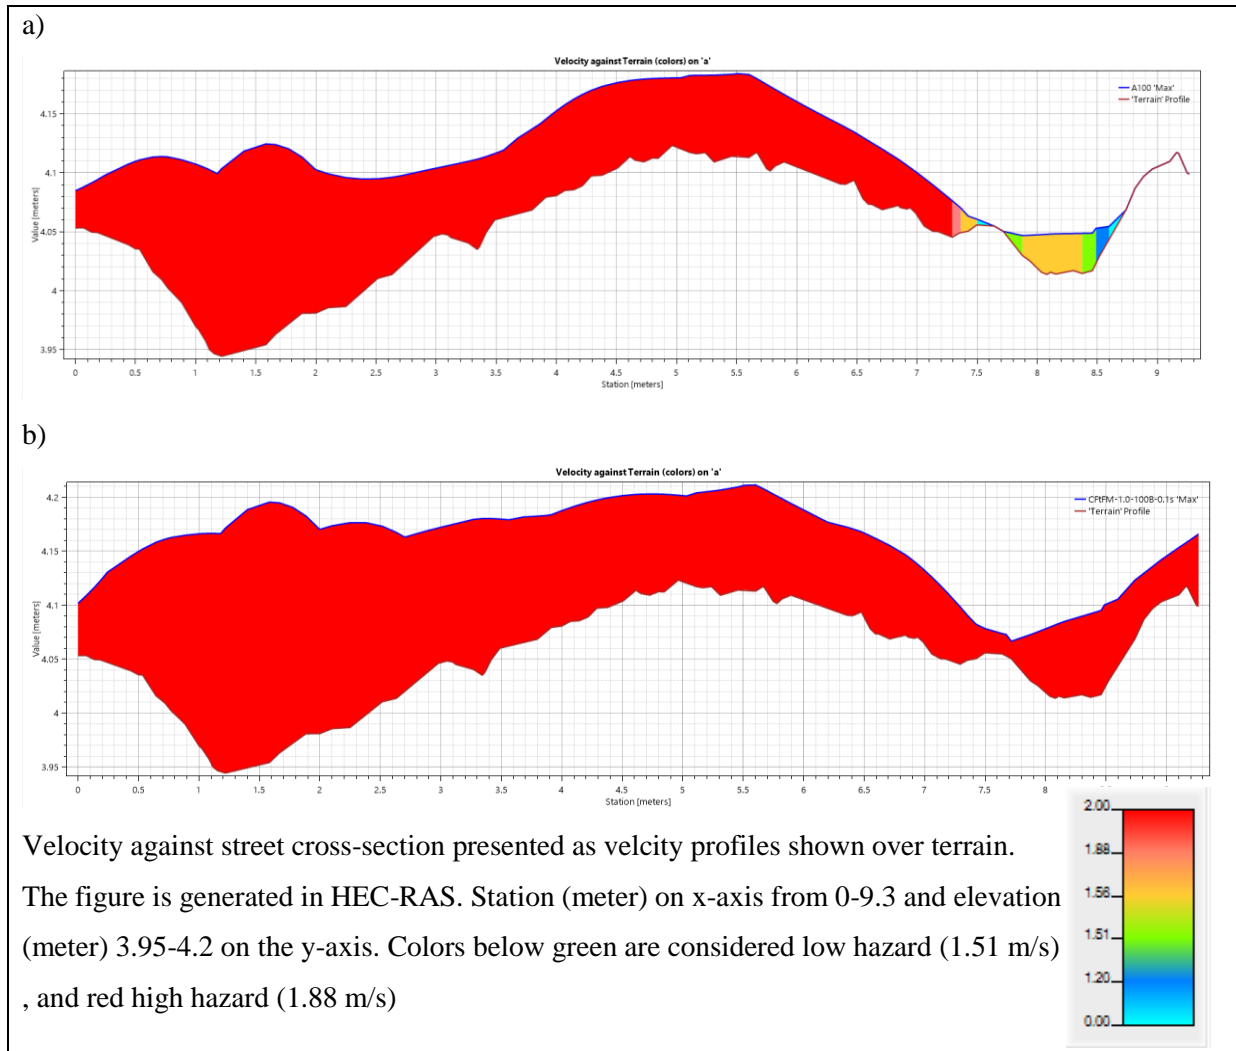 a)
Velocity against Terrain (colors) on 'a'
A100 'Max'
'Terrain' Profile
Value [meters]
4.15
4.1
4.05
4
3.95
0 0.5 1 1.5 2 2.5 3 3.5 4 4.5 5 5.5 6 6.5 7 7.5 8 8.5 9
Station [meters]
b)
Velocity against Terrain (colors) on 'a'
CFtFM-1.0-100B-0.1s 'Max'
'Terrain' Profile
Value [meters]
4.2
4.15
4.1
4.05
4
3.95
0 0.5 1 1.5 2 2.5 3 3.5 4 4.5 5 5.5 6 6.5 7 7.5 8
Station [meters]
Velocity against street cross-section presented as velcity profiles shown over terrain.
The figure is generated in HEC-RAS. Station (meter) on x-axis from 0-9.3 and elevation
(meter) 3.95-4.2 on the y-axis. Colors below green are considered low hazard (1.51 m/s)
, and red high hazard (1.88 m/s)
2.00
1.88
1.56
1.51
1.20
0.00